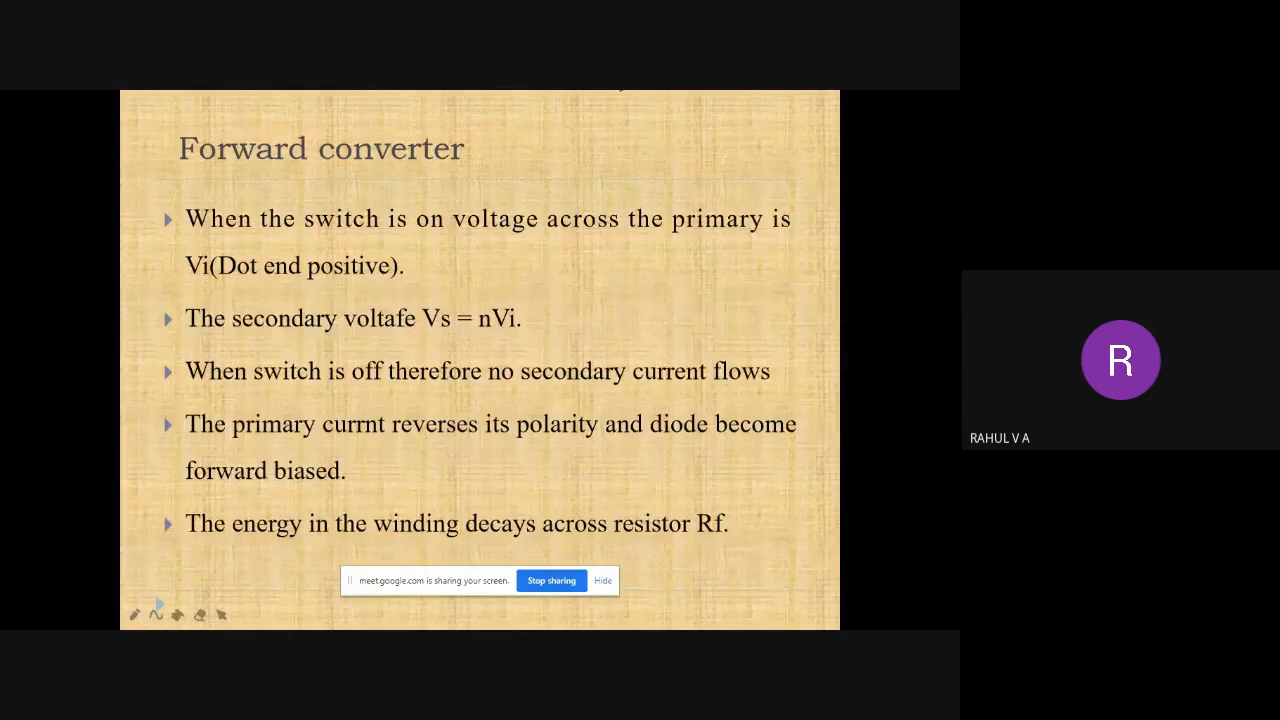 Forward converter
When the switch is on voltage across the primary is
Vi(Dot end positive).
The secondary voltafe Vs = nVi.
When switch is off therefore no secondary current flows
The primary currnt reverses its polarity and diode become
forward biased.
The energy in the winding decays across resistor Rf.
meet.google.com is sharing your screen. Stop sharing Hide
R
RAHUL V A